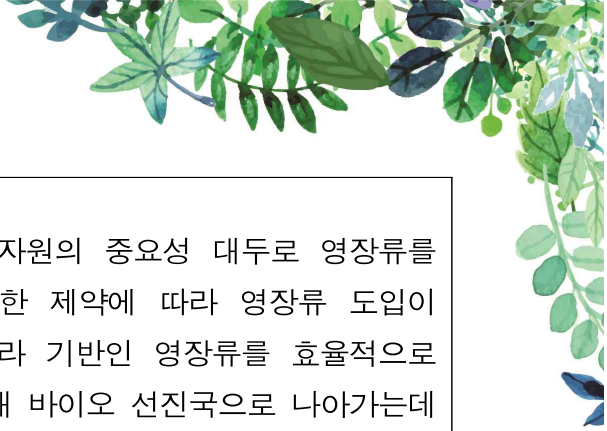 자원의 중요성 대두로 영장류를
한 제약에 따라 영장류 도입이
라 기반인 영장류를 효율적으로
바이오 선진국으로 나아가는데